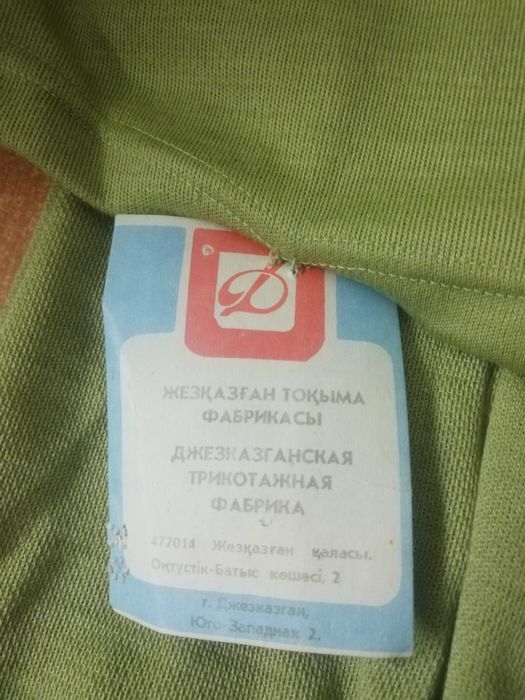 Д
ЖЕЗҚАЗҒАН ТОҚЫМА
ФАБРИКАСЫ
ДЖЕЗКАЗГАНСКАЯ
ТРИКОТАЖНАЯ
ФАБРИКА
477014 Жезқазған қаласы.
Оңтүстік-Батыс көшесі, 2
г. Джезказган,
Юго-Западная 2.